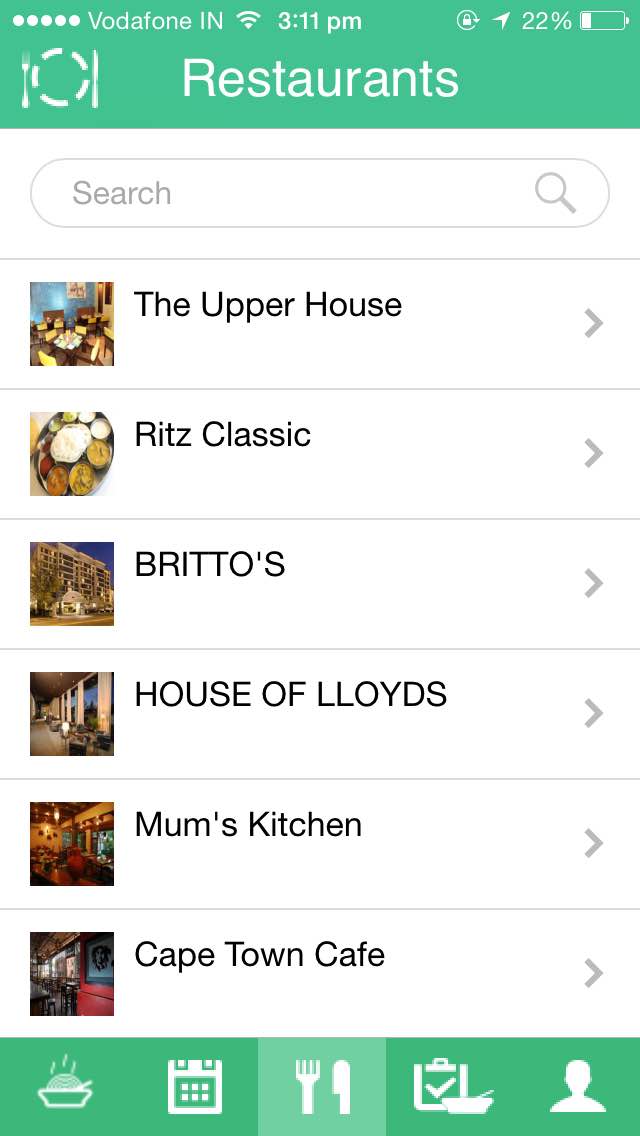 Vodafone IN 3:11 pm 22%
Restaurants
Search
The Upper House
Ritz Classic
BRITTO'S
HOUSE OF LLOYDS
Mum's Kitchen
Cape Town Cafe